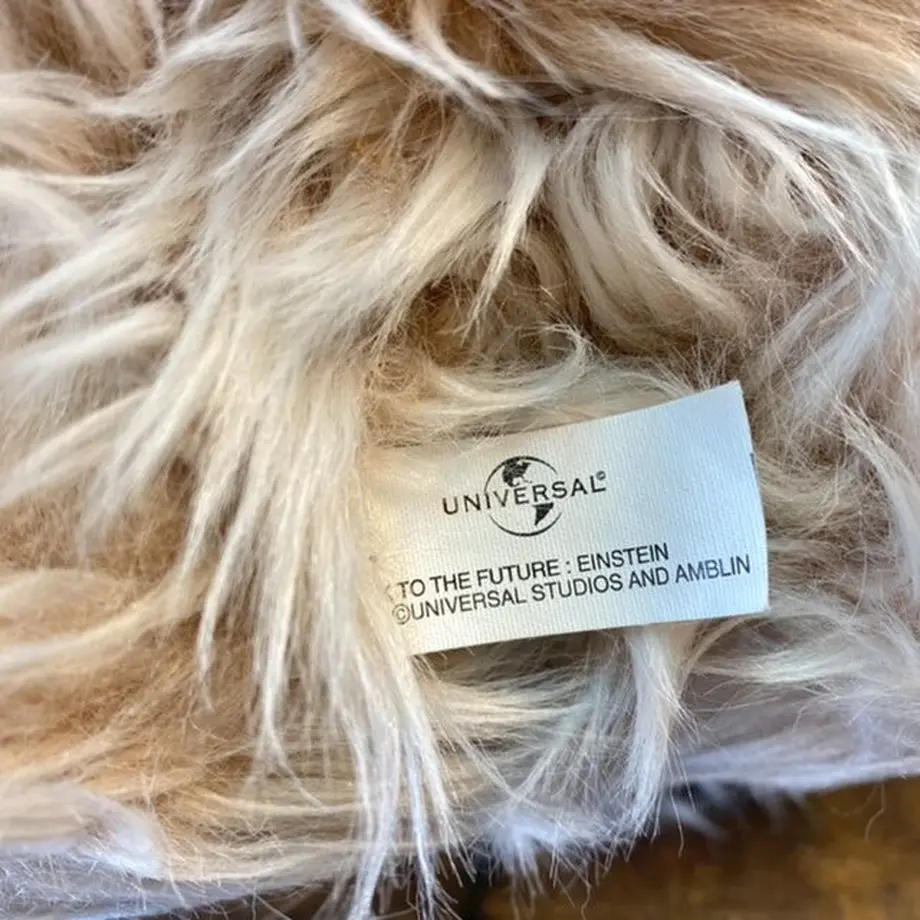 UNIVERSAL©
TO THE FUTURE : EINSTEIN
©UNIVERSAL STUDIOS AND AMBLIN